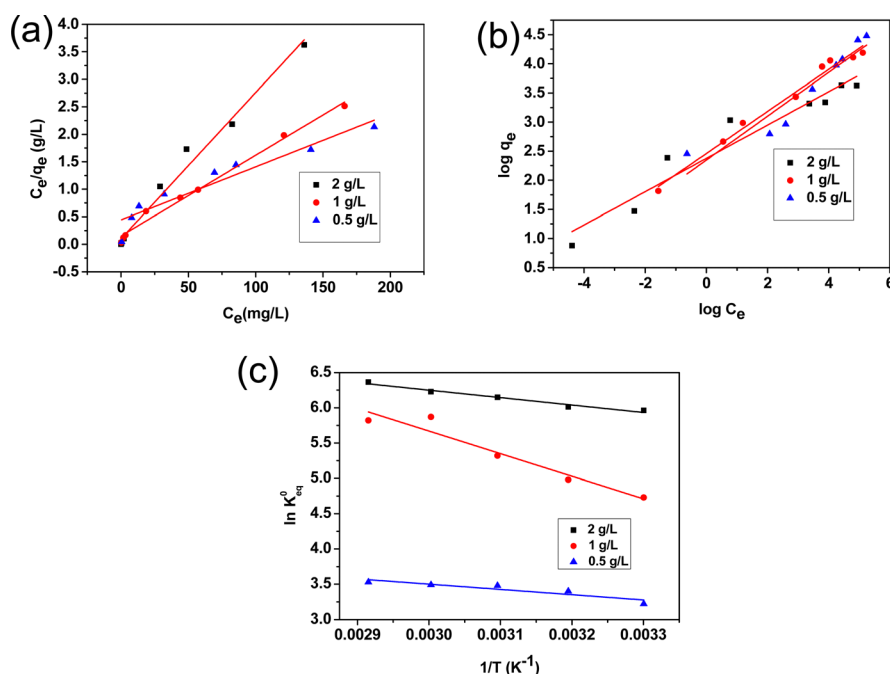 (a)
4.0
3.5
3.0
2.5
2.0
1.5
1.0
0.5
0.0
-0.5
Ce/qe (g/L)
2 g/L
1 g/L
0.5 g/L
0 50 100 150 200
Ce(mg/L)
(b)
5.0
4.5
4.0
3.5
3.0
2.5
2.0
1.5
1.0
0.5
log qe
2 g/L
1 g/L
0.5 g/L
-4 -2 0 2 4 6
log Ce
(c)
6.5
6.0
5.5
5.0
4.5
4.0
3.5
3.0
ln K⁰eq
2 g/L
1 g/L
0.5 g/L
0.0029 0.0030 0.0031 0.0032 0.0033
1/T (K⁻¹)